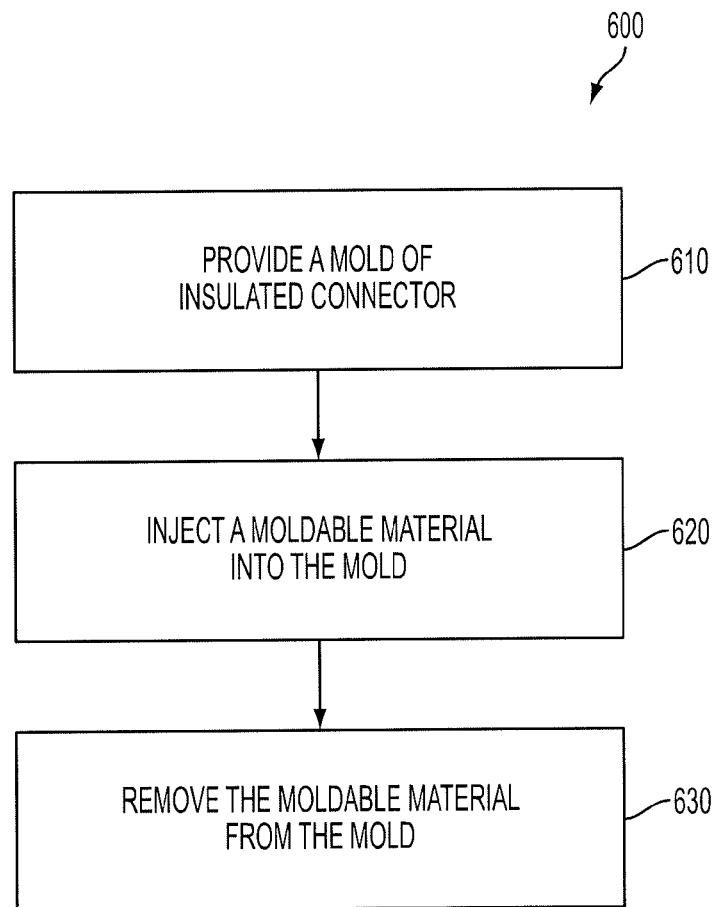 600
PROVIDE A MOLD OF
INSULATED CONNECTOR
610
INJECT A MOLDABLE MATERIAL
INTO THE MOLD
620
REMOVE THE MOLDABLE MATERIAL
FROM THE MOLD
630